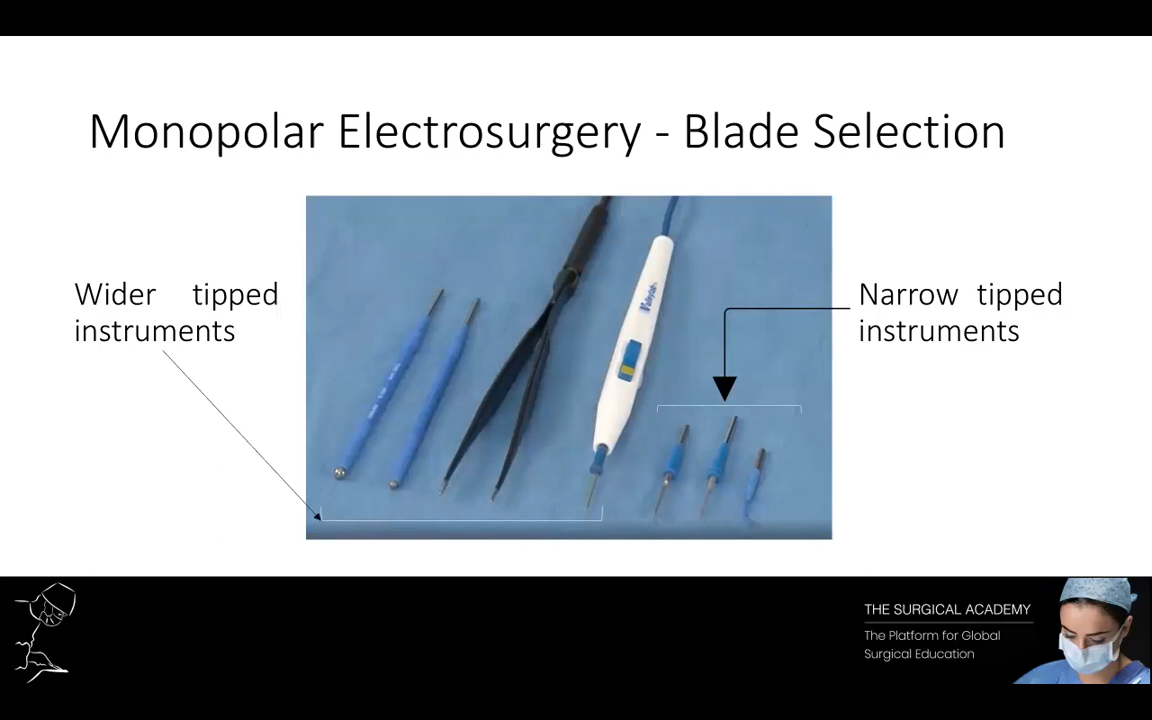 Monopolar Electrosurgery - Blade Selection
Wider tipped
instruments
Narrow tipped
instruments
Valleylab
THE SURGICAL ACADEMY
The Platform for Global
Surgical Education